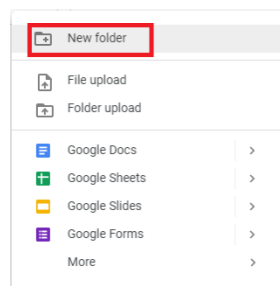 New folder
File upload
Folder upload
Google Docs
Google Sheets
Google Slides
Google Forms
More